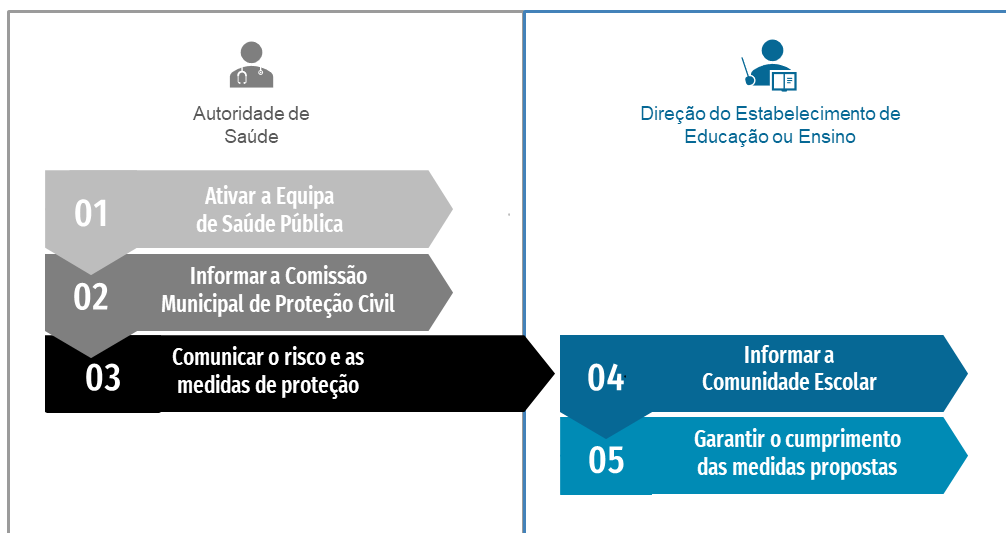 Autoridade de
Saúde
01
Ativar a Equipa
de Saúde Pública
02
Informar a Comissão
Municipal de Proteção Civil
03
Comunicar o risco e as
medidas de proteção
Direção do Estabelecimento de
Educação ou Ensino
04
Informar a
Comunidade Escolar
05
Garantir o cumprimento
das medidas propostas